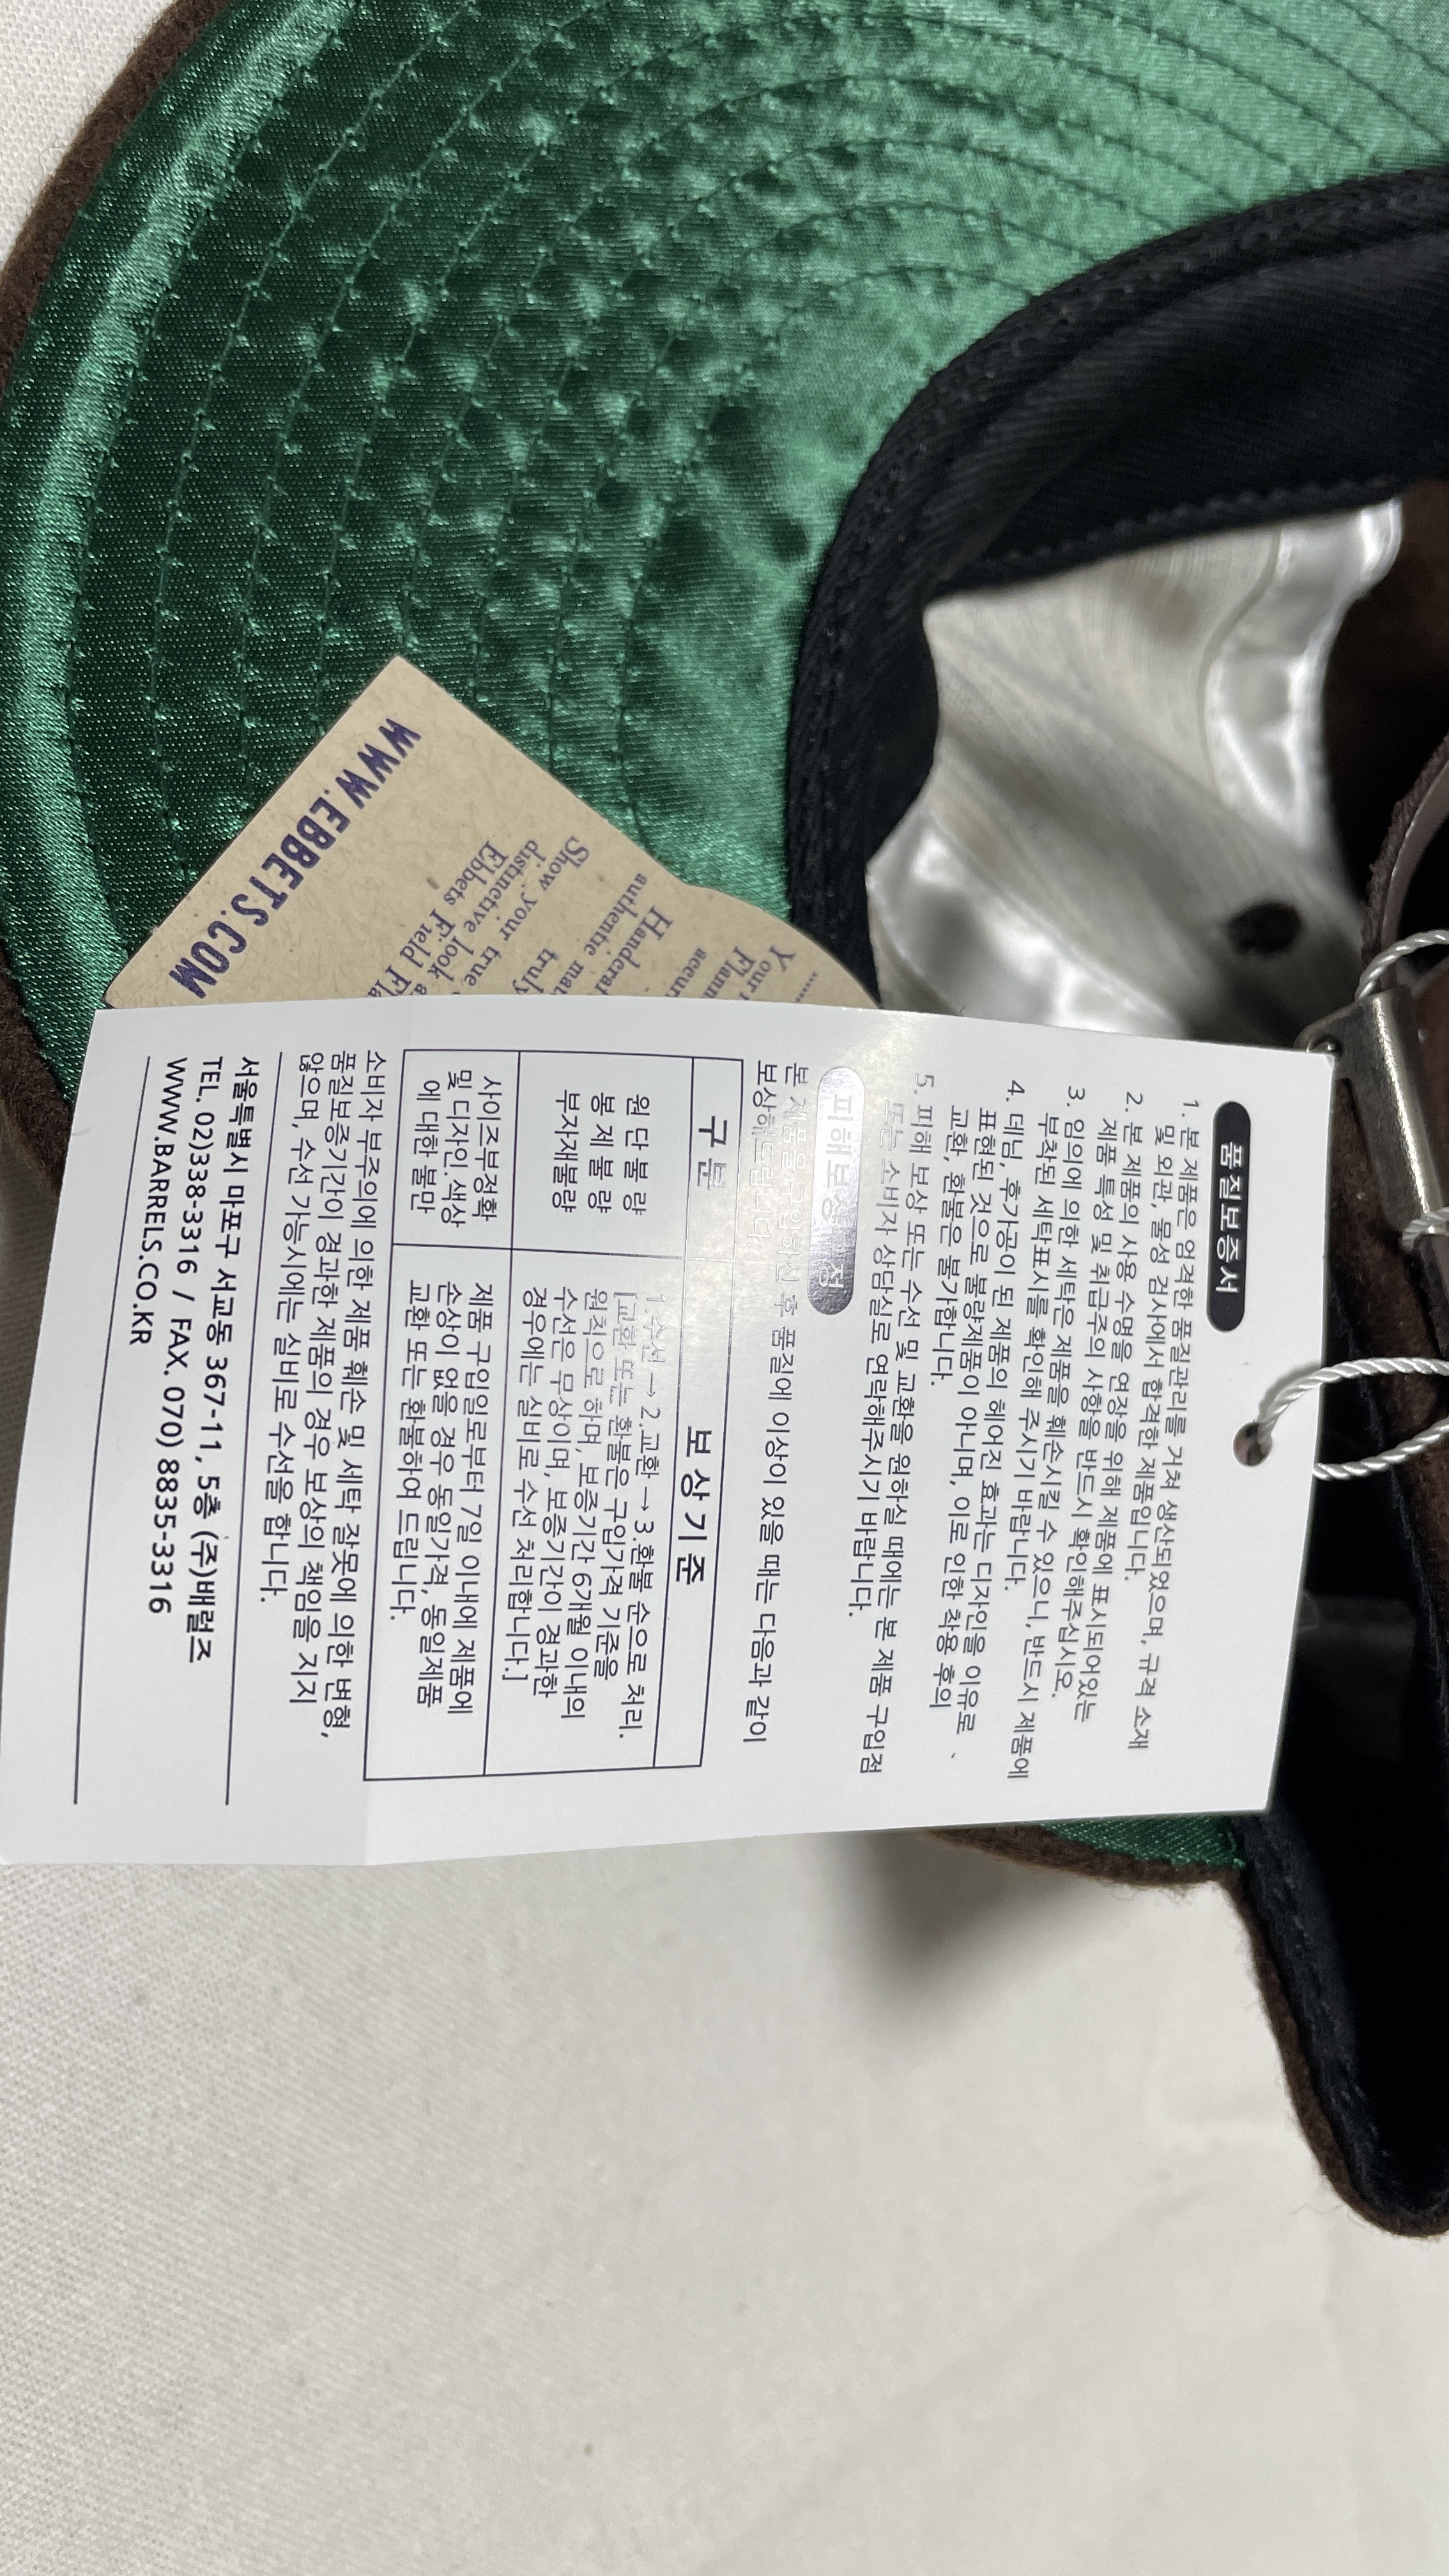 품질보증서
1. 본 제품은 엄격한 품질관리를 거쳐 생산되었으며, 규격 소재
및 외관, 물성 검사에서 합격한 제품입니다.
2. 본 제품의 사용 수명을 연장을 위해 제품에 표시되어있는
제품 특성 및 취급주의 사항을 반드시 확인해주십시오.
3. 임의에 의한 세탁은 제품을 훼손시킬 수 있으니, 반드시 제품에
부착된 세탁표시를 확인해 주시기 바랍니다.
4. 데님, 후가공이 된 제품의 헤어진 효과는 디자인을 이유로
표현된 것으로 불량제품이 아니며, 이로 인한 착용 후의
교환, 환불은 불가합니다.
5. 피해 보상 또는 수선 및 교환을 원하실 때에는 본 제품 구입점
또는 소비자 상담실로 연락해주시기 바랍니다.
피해보상규정
본 제품을 구입하신 후 품질에 이상이 있을 때는 다음과 같이
보상해드립니다.
구 분
보 상 기 준
원 단 불 량
봉 제 불 량
부자재불량
1.수선 → 2.교환 → 3.환불 순으로 처리.
[교환 또는 환불은 구입가격 기준을
원칙으로 하며, 보증기간 6개월 이내의
수선은 무상이며, 보증기간이 경과한
경우에는 실비로 수선 처리합니다.]
사이즈부정확
및 디자인.색상
에 대한 불만
제품 구입일로부터 7일 이내에 제품에
손상이 없을 경우 동일가격, 동일제품
교환 또는 환불하여 드립니다.
소비자 부주의에 의한 제품 훼손 및 세탁 잘못에 의한 변형,
품질보증기간이 경과한 제품의 경우 보상의 책임을 지지
않으며, 수선 가능시에는 실비로 수선을 합니다.
서울특별시 마포구 서교동 367-11, 5층 (주)배럴즈
TEL. 02)3338-3316 / FAX. 070) 8835-3316
WWW.BARRELS.CO.KR
Your
Flann
accur
Handcraf
authentic mat
truly
Show your true
distinctive look a
Ebbets Field Fla
WWW.EBBETS.COM